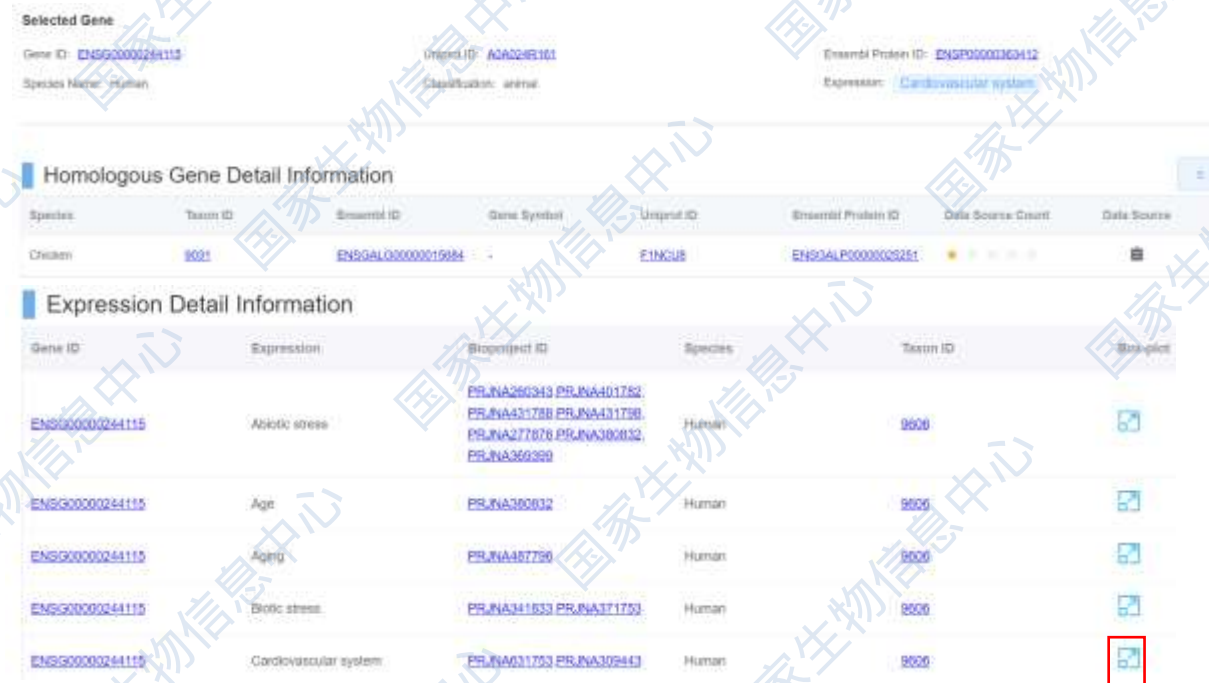 Selected Gene
Gene ID: ENSG00000244115 Uniprot ID: A0A024R161 Ensembl Protein ID: ENSP00000363412
Species Name: Human Classification: animal Expression: Cardiovascular system
Homologous Gene Detail Information
Species Taxon ID Ensembl ID Gene Symbol Uniprot ID Ensembl Protein ID Data Source Count Data Source
Chicken 9031 - F1NCU8
Expression Detail Information
Gene ID Expression Bioproject ID Species Taxon ID Box-plot
PRJNA260343,PRJNA401782,
PRJNA431788,PRJNA431798,
ENSG00000244115 Abiotic stress Human 9606
PRJNA277876,PRJNA380832,
PRJNA369399
ENSG00000244115 Age PRJNA380832 Human 9606
ENSG00000244115 Aging PRJNA487796 Human 9606
ENSG00000244115 Biotic stress PRJNA341633,PRJNA371753 Human 9606
ENSG00000244115 Cardiovascular system PRJNA631753,PRJNA309443 Human 9606
国家生物信息中心